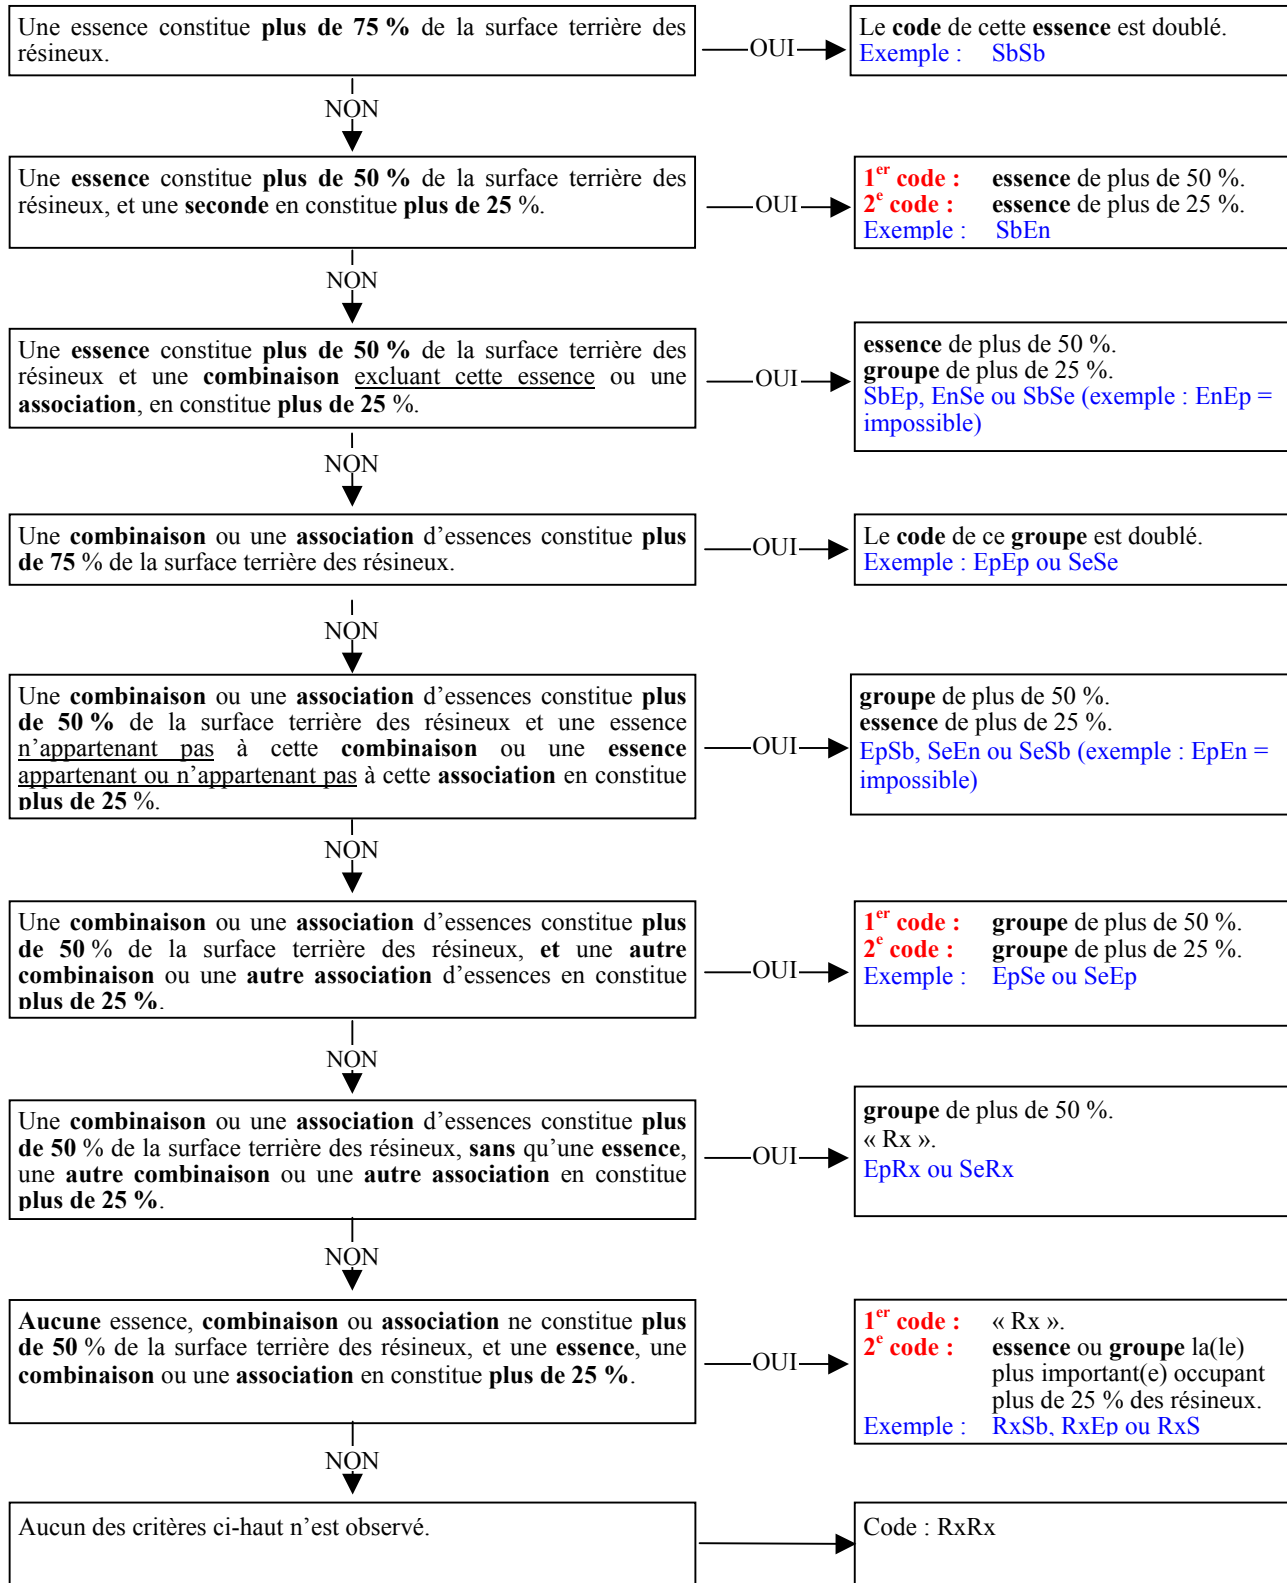 Une essence constitue plus de 75 % de la surface terrière des
résineux.
OUI
Le code de cette essence est doublé.
Exemple : SbSb
NON
Une essence constitue plus de 50 % de la surface terrière des
résineux, et une seconde en constitue plus de 25 %.
OUI
1er code : essence de plus de 50 %.
2e code : essence de plus de 25 %.
Exemple : SbEn
NON
Une essence constitue plus de 50 % de la surface terrière des
résineux et une combinaison excluant cette essence ou une
association, en constitue plus de 25 %.
OUI
essence de plus de 50 %.
groupe de plus de 25 %.
SbEp, EnSe ou SbSe (exemple : EnEp =
impossible)
NON
Une combinaison ou une association d’essences constitue plus
de 75 % de la surface terrière des résineux.
OUI
Le code de ce groupe est doublé.
Exemple : EpEp ou SeSe
NON
Une combinaison ou une association d’essences constitue plus
de 50 % de la surface terrière des résineux et une essence
n’appartenant pas à cette combinaison ou une essence
appartenant ou n’appartenant pas à cette association en constitue
plus de 25 %.
OUI
groupe de plus de 50 %.
essence de plus de 25 %.
EpSb, SeEn ou SeSb (exemple : EpEn =
impossible)
NON
Une combinaison ou une association d’essences constitue plus
de 50 % de la surface terrière des résineux, et une autre
combinaison ou une autre association d’essences en constitue
plus de 25 %.
OUI
1er code : groupe de plus de 50 %.
2e code : groupe de plus de 25 %.
Exemple : EpSe ou SeEp
NON
Une combinaison ou une association d’essences constitue plus
de 50 % de la surface terrière des résineux, sans qu’une essence,
une autre combinaison ou une autre association en constitue
plus de 25 %.
OUI
groupe de plus de 50 %.
« Rx ».
EpRx ou SeRx
NON
Aucune essence, combinaison ou association ne constitue plus
de 50 % de la surface terrière des résineux, et une essence, une
combinaison ou une association en constitue plus de 25 %.
OUI
1er code : « Rx ».
2e code : essence ou groupe la(le)
plus important(e) occupant
plus de 25 % des résineux.
Exemple : RxSb, RxEp ou RxS
NON
Aucun des critères ci-haut n’est observé.
Code : RxRx